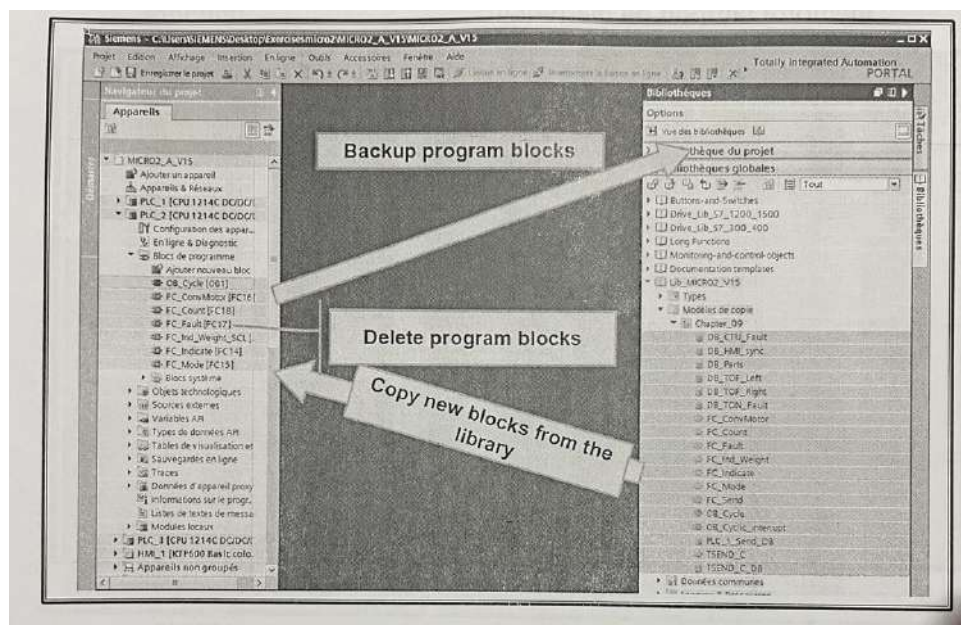 Siemens - C:\Users\SIEMENS\Desktop\Exercisesmicro2\MICRO2_A_V15\MICRO2_A_V15
Projet Edition Affichage Insertion En ligne Outils Accessoires Fenêtre Aide
Enregistrer le projet
Totally Integrated Automation
PORTAL
Navigateur du projet
Appareils
MICRO2_A_V15
Ajouter un appareil
Appareils & Réseaux
PLC_1 [CPU 1214C DC/DC/
PLC_2 [CPU 1214C DC/DC/
Configuration des appar...
En ligne & Diagnostic
Blocs de programme
Ajouter nouveau bloc
OB_Cycle [OB1]
FC_ConvMotor [FC16]
FC_Count [FC18]
FC_Fault [FC17]
FC_Ind_Weight_SCL [
FC_Indicate [FC14]
FC_Mode [FC15]
Blocs système
Objets technologiques
Sources externes
Variables API
Types de données API
Tables de visualisation et
Sauvegardes en ligne
Traces
Données d'appareil proxy
Informations sur le progr.
Listes de textes de messa
Modules locaux
PLC_3 [CPU 1214C DC/DC/
HMI_1 [KTP600 Basic colo.
Appareils non groupés
Backup program blocks
Delete program blocks
Copy new blocks from the
library
Bibliothèques
Options
Vue des bibliothèques
othèque du projet
bliothèques globales
Tout
Buttons-and-Switches
Drive_Lib_S7_1200_1500
Drive_Lib_S7_300_400
Long Functions
Monitoring-and-control-objects
Documentation templates
Lib_MICRO2_V15
Types
Modèles de copie
Chapter_09
DB_CTU_Fault
DB_HMI_sync
DB_Parts
DB_TOF_Left
DB_TOF_Right
DB_TON_Fault
FC_ConvMotor
FC_Count
FC_Fault
FC_Ind_Weight
FC_Indicate
FC_Mode
FC_Send
OB_Cycle
OB_Cyclic_interrupt
PLC_1_Send_DB
TSEND_C
TSEND_C_DB
Données communes
Tâches
Bibliothèques